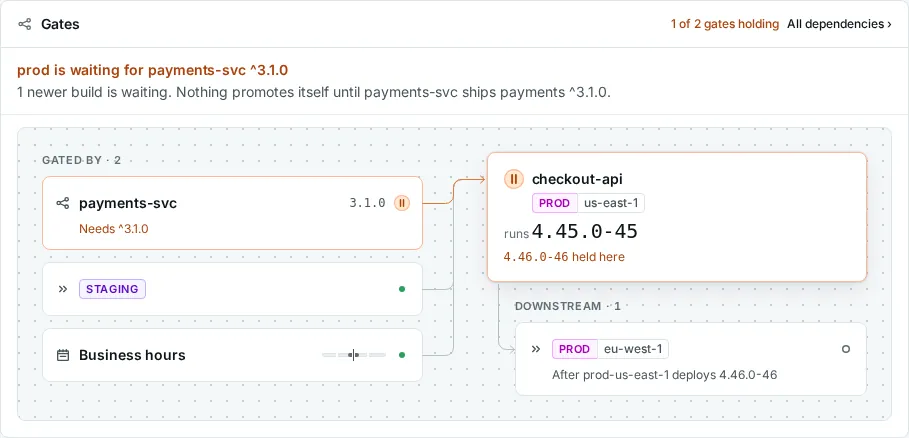 Gates
1 of 2 gates holding All dependencies ›
prod is waiting for payments-svc ^3.1.0
1 newer build is waiting. Nothing promotes itself until payments-svc ships payments ^3.1.0.
GATED BY · 2
payments-svc 3.1.0
Needs ^3.1.0
STAGING
Business hours
checkout-api
PROD us-east-1
runs 4.45.0-45
4.46.0-46 held here
DOWNSTREAM · 1
PROD eu-west-1
After prod-us-east-1 deploys 4.46.0-46